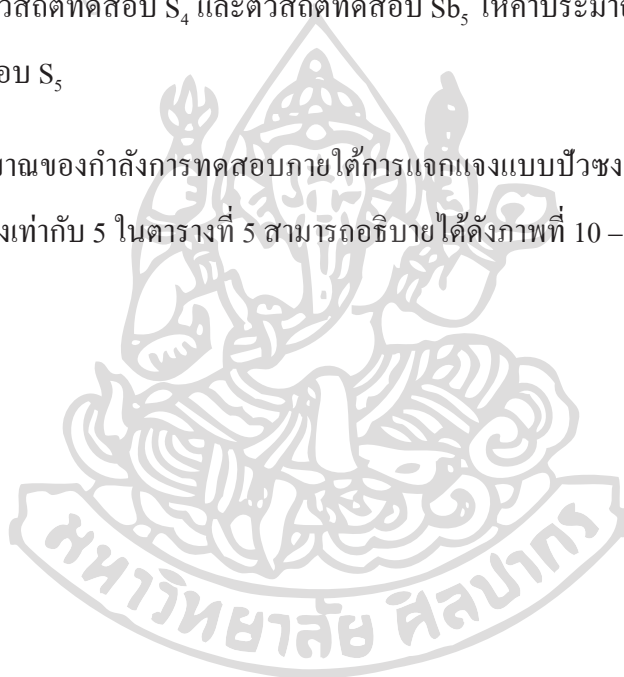 วสถิตทดสอบ S₄ และตัวสถิตทดสอบ Sb₅ ให้ค่าประมาณ
อบ S₅
าณของกำลังการทดสอบภายใต้การแจกแจงแบบปัวซง
งเท่ากับ 5 ในตารางที่ 5 สามารถอธิบายได้ดังภาพที่ 10 –
มหาวิทยาลัย ศิลปากร